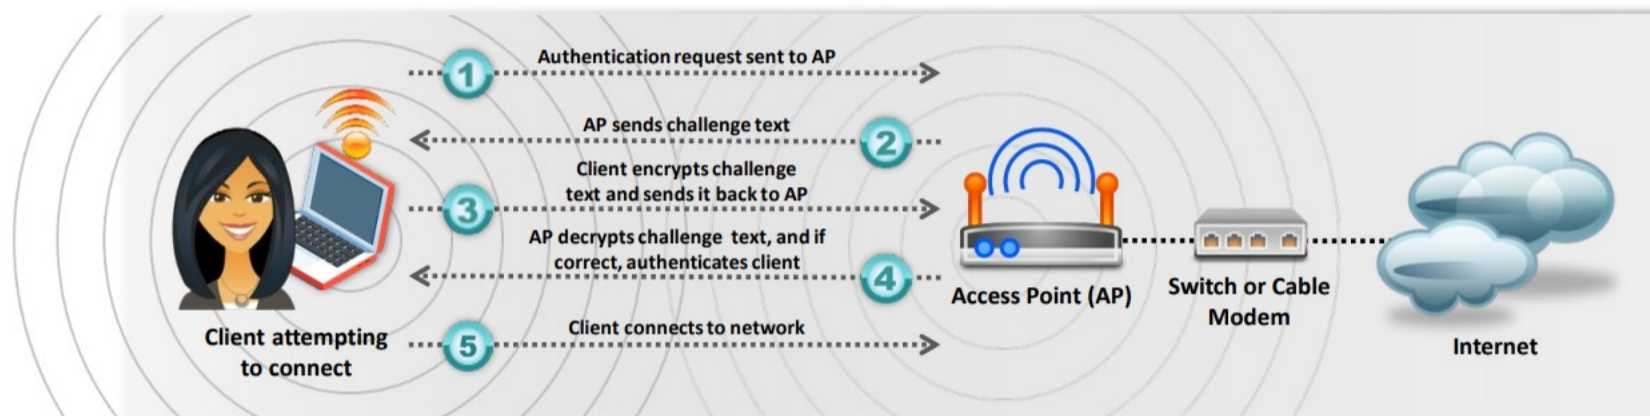 1
Authentication request sent to AP
AP sends challenge text
2
Client encrypts challenge
text and sends it back to AP
3
AP decrypts challenge text, and if
correct, authenticates client
4
Client connects to network
5
Client attempting
to connect
Access Point (AP)
Switch or Cable
Modem
Internet